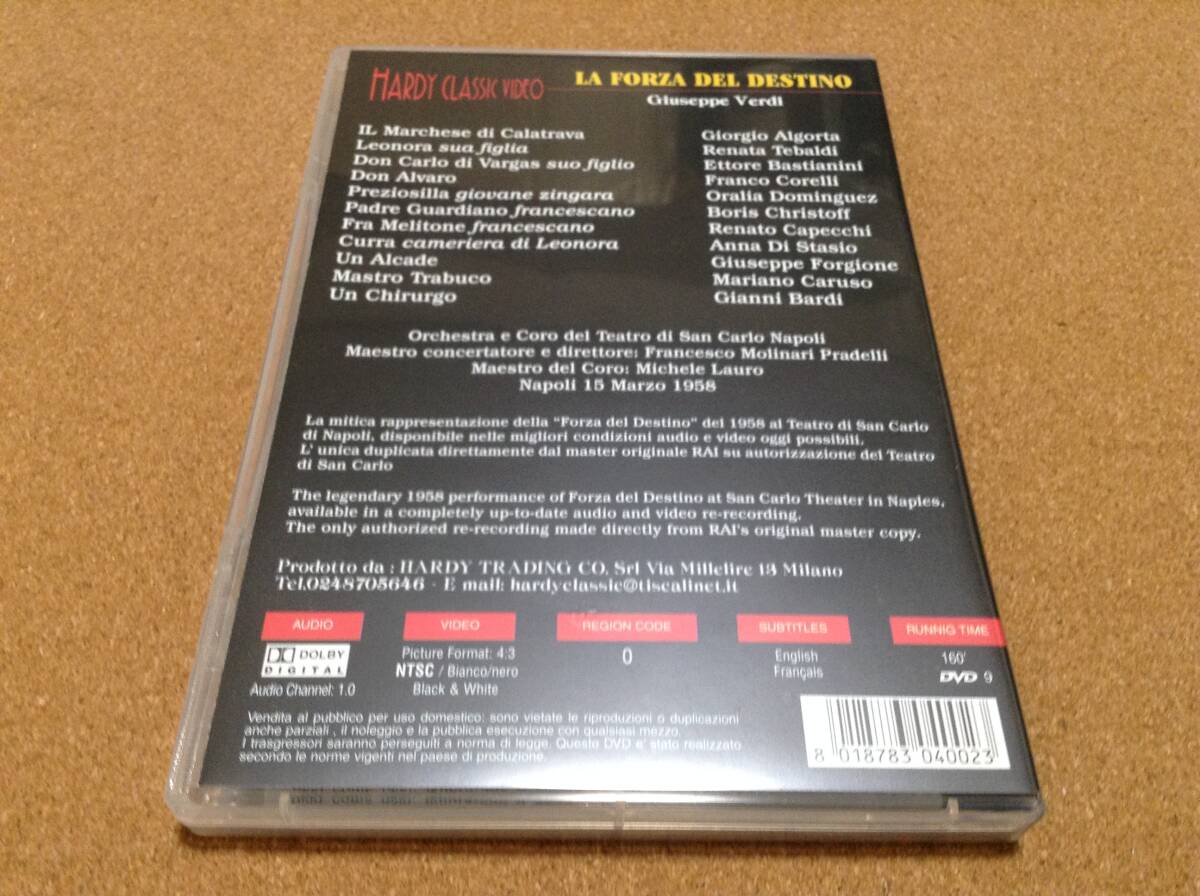 HARDY CLASSIC VIDEO LA FORZA DEL DESTINO
Giuseppe Verdi
IL Marchese di Calatrava Giorgio Algorta
Leonora sua figlia Renata Tebaldi
Don Carlo di Vargas suo figlio Ettore Bastianini
Don Alvaro Franco Corelli
Preziosilla giovane zingara Oralia Dominguez
Padre Guardiano francescano Boris Christoff
Fra Melitone francescano Renato Capecchi
Curra cameriera di Leonora Anna Di Stasio
Un Alcade Giuseppe Forgione
Mastro Trabuco Mariano Caruso
Un Chirurgo Gianni Bardi
Orchestra e Coro del Teatro di San Carlo Napoli
Maestro concertatore e direttore: Francesco Molinari Pradelli
Maestro del Coro: Michele Lauro
Napoli 15 Marzo 1958
La mitica rappresentazione della "Forza del Destino" del 1958 al Teatro di San Carlo
di Napoli, disponibile nelle migliori condizioni audio e video oggi possibili.
L' unica duplicata direttamente dal master originale RAI su autorizzazione del Teatro
di San Carlo
The legendary 1958 performance of Forza del Destino at San Carlo Theater in Naples,
available in a completely up-to-date audio and video re-recording.
The only authorized re-recording made directly from RAI's original master copy.
Prodotto da : HARDY TRADING CO. Srl Via Millelire 13 Milano
Tel.0248705646 - E mail: hardyclassic@tiscalinet.it
AUDIO VIDEO REGION CODE SUBTITLES RUNNIG TIME
DOLBY Picture Format: 4:3 0 English 160'
DIGITAL NTSC / Bianco/nero Français DVD 9
Audio Channel: 1.0 Black & White
Vendita al pubblico per uso domestico: sono vietate le riproduzioni o duplicazioni
anche parziali , il noleggio e la pubblica esecuzione con qualsiasi mezzo.
I trasgressori saranno perseguiti a norma di legge. Questo DVD e' stato realizzato
secondo le norme vigenti nel paese di produzione.
8 018783 040023